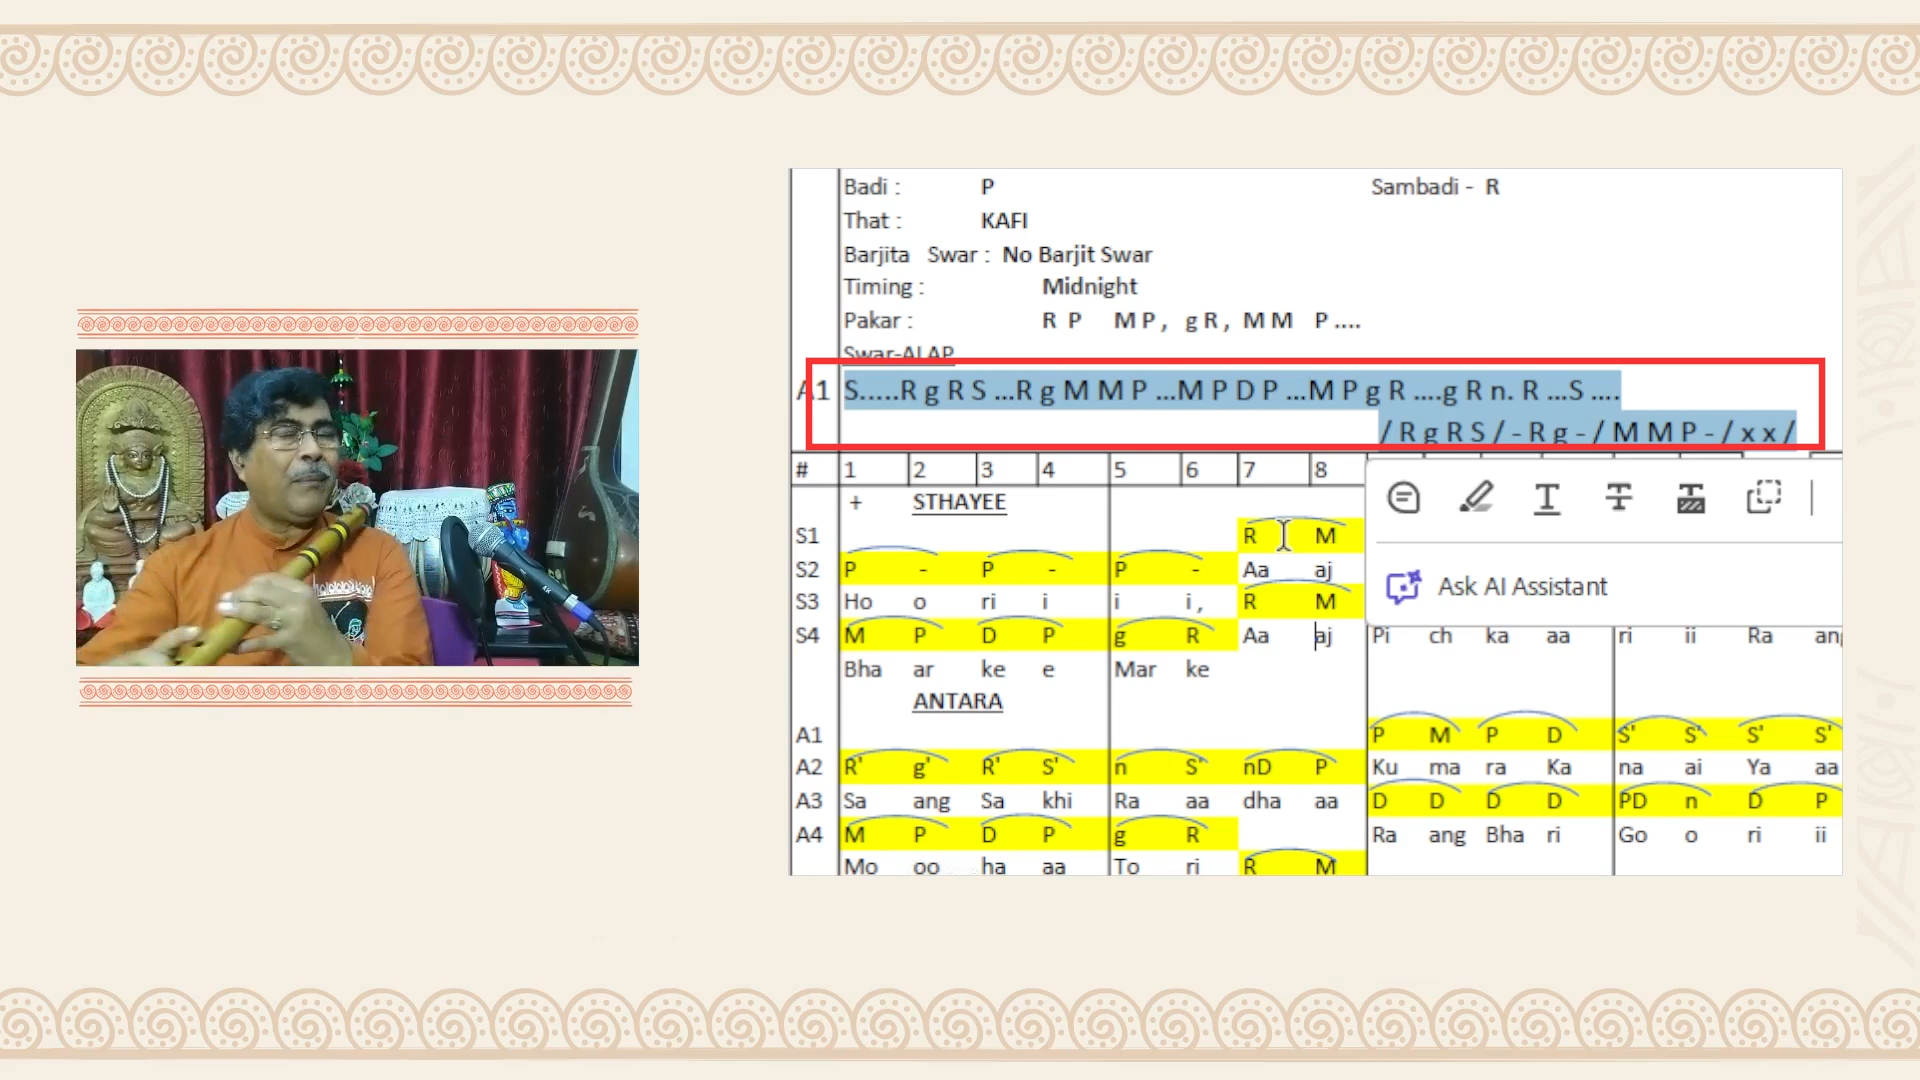 Badi : P Sambadi - R
That : KAFI
Barjita Swar : No Barjit Swar
Timing : Midnight
Pakar : R P M P , g R , M M P ....
Swar-ALAP
A1 S.....R g R S ...R g M M P ...M P D P ...M P g R ....g R n. R ...S ....
/ R g R S / - R g - / M M P - / x x /
# 1 2 3 4 5 6 7 8
+ STHAYEE
S1 R M
S2 P - P - P - Aa aj
S3 Ho o ri i i i , R M
Ask AI Assistant
S4 M P D P g R Aa aj Pi ch ka aa ri ii Ra
Bha ar ke e Mar ke
ANTARA
A1 P M P D S' S' S' S'
A2 R' g' R' S' n S' nD P Ku ma ra Ka na ai Ya aa
A3 Sa ang Sa khi Ra aa dha aa D D D D PD n D P
A4 M P D P g R Ra ang Bha ri Go o ri ii
Mo oo ha aa To ri R M